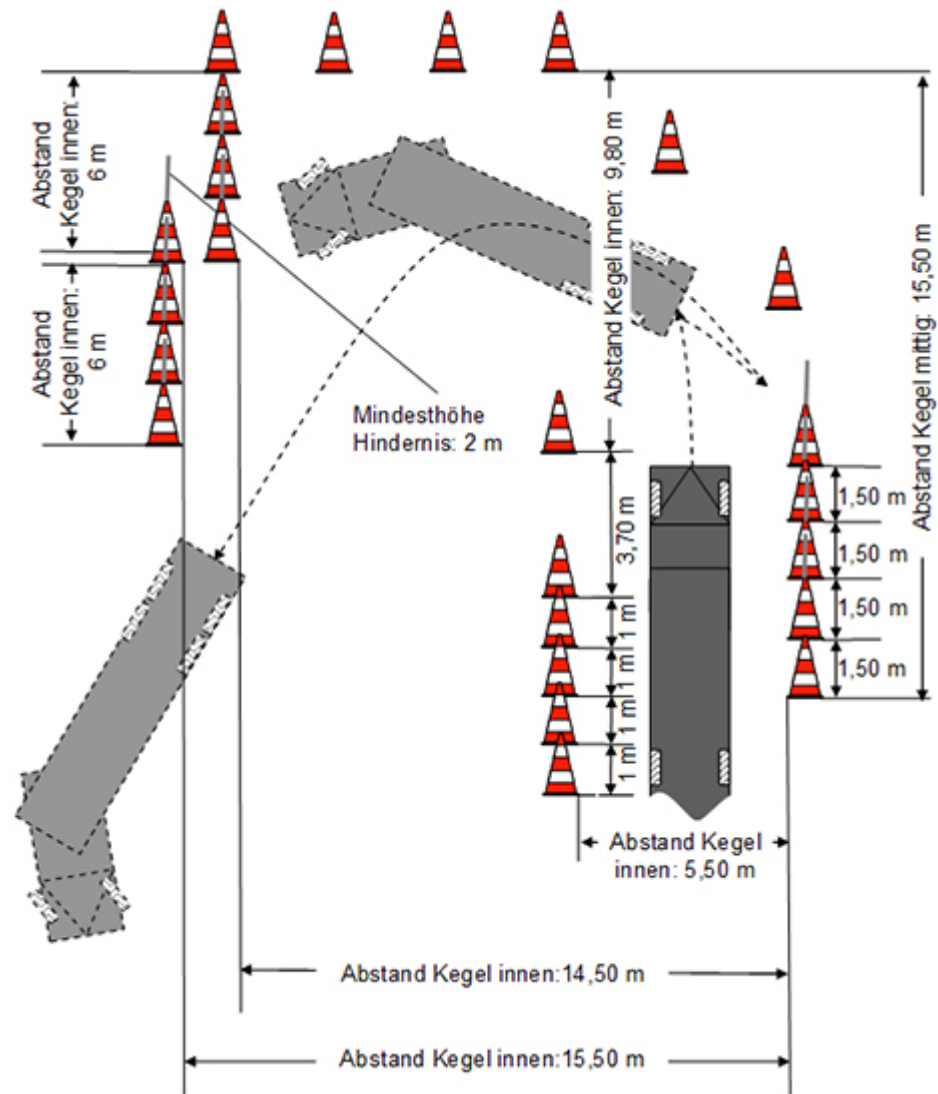 Abstand
Kegel innen:
6 m
Abstand
Kegel innen:
6 m
Abstand Kegel innen: 9,80 m
Abstand Kegel mittig: 15,50 m
Mindesthöhe
Hindernis: 2 m
3,70 m
1 m
1 m
1 m
1 m
1,50 m
1,50 m
1,50 m
1,50 m
Abstand Kegel
innen: 5,50 m
Abstand Kegel innen:14,50 m
Abstand Kegel innen:15,50 m